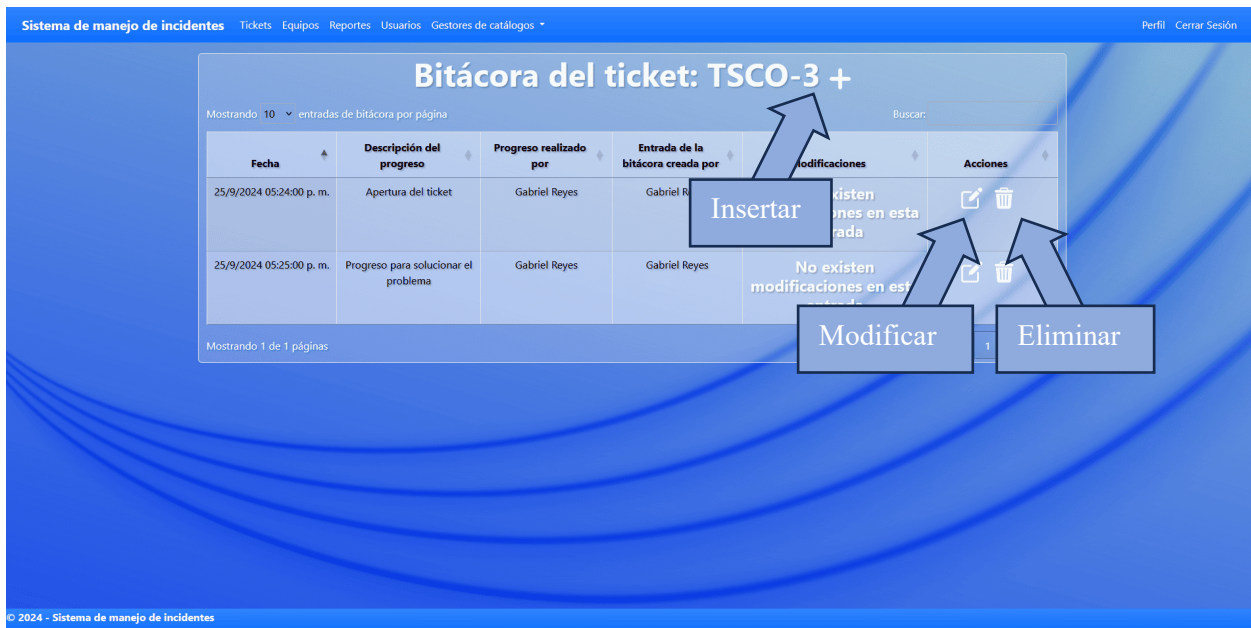 Sistema de manejo de incidentes Tickets Equipos Reportes Usuarios Gestores de catálogos Perfil Cerrar Sesión
Bitácora del ticket: TSCO-3 +
Mostrando 10 entradas de bitácora por página Buscar:
Fecha
Descripción del
progreso
Progreso realizado
por
Entrada de la
bitácora creada por
Acciones
25/9/2024 05:24:00 p. m.
Apertura del ticket
Gabriel Reyes
Gabriel
en esta
Insertar
25/9/2024 05:25:00 p. m.
Progreso para solucionar el
problema
Gabriel Reyes
Gabriel Reyes
No existen
modificaciones en
Modificar
Eliminar
Mostrando 1 de 1 páginas
1
© 2024 - Sistema de manejo de incidentes